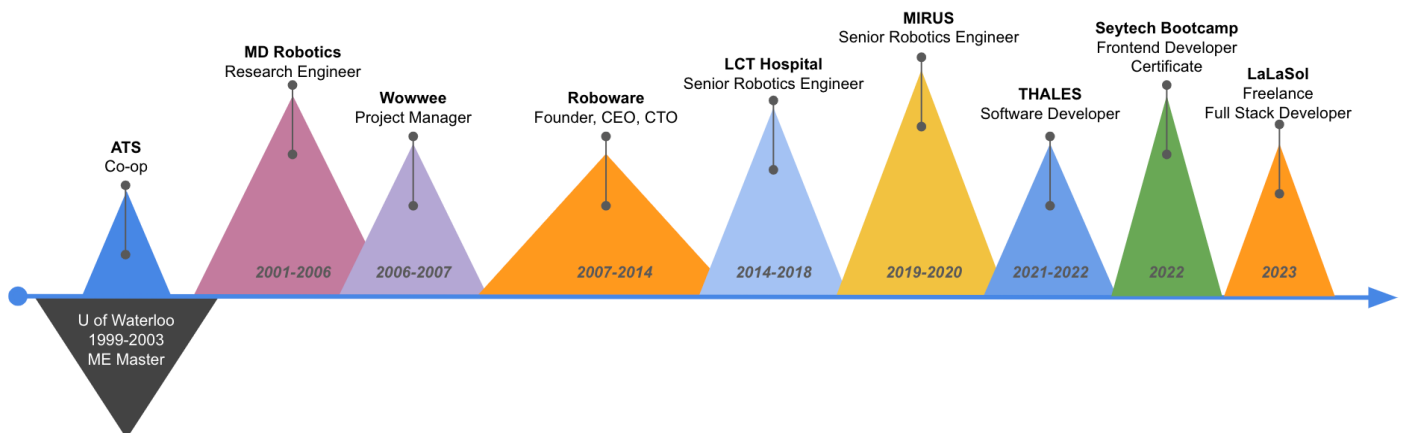 ATS
Co-op
MD Robotics
Research Engineer
Wowwee
Project Manager
Roboware
Founder, CEO, CTO
LCT Hospital
Senior Robotics Engineer
MIRUS
Senior Robotics Engineer
THALES
Software Developer
Seytech Bootcamp
Frontend Developer
Certificate
LaLaSol
Freelance
Full Stack Developer
2001-2006
2006-2007
2007-2014
2014-2018
2019-2020
2021-2022
2022
2023
U of Waterloo
1999-2003
ME Master